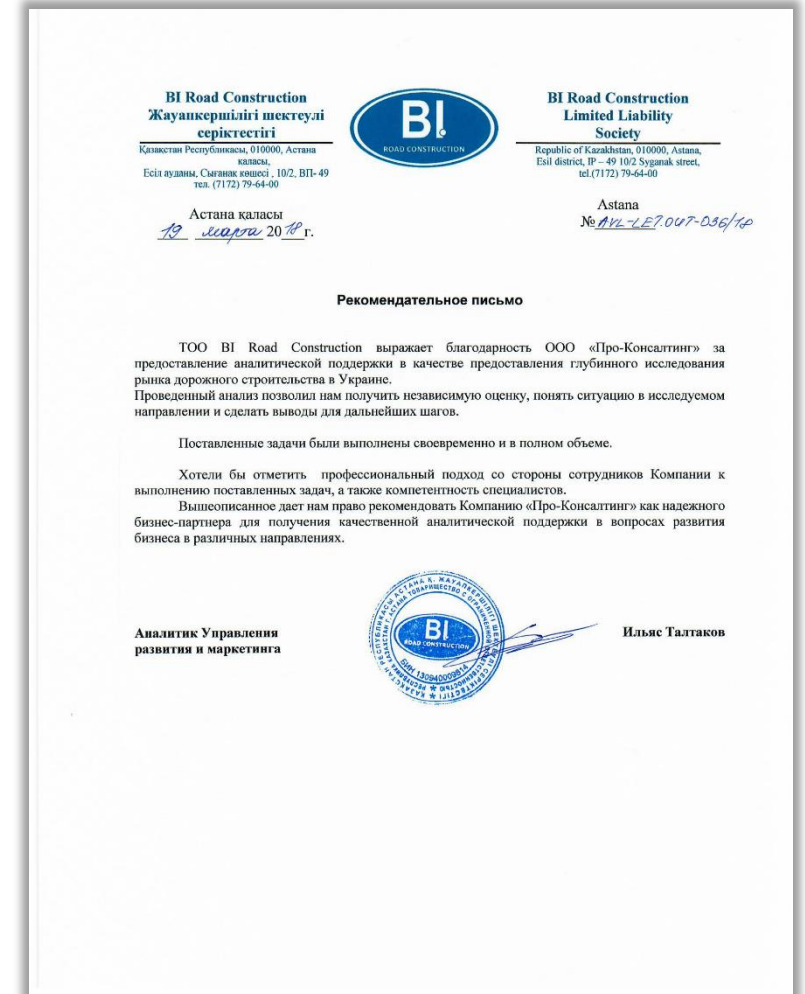 BI Road Construction
Жауапкершілігі шектеулі
серіктестігі
Қазақстан Республикасы, 010000, Астана
каласы,
Есіл ауданы, Сығанак көшесі , 10/2, ВП- 49
тел. (7172) 79-64-00
Астана қаласы
19 марта 2018 г.
BI
ROAD CONSTRUCTION
BI Road Construction
Limited Liability
Society
Republic of Kazakhstan, 010000, Astana,
Esil district, IP – 49 10/2 Syganak street,
tel.(7172) 79-64-00
Astana
№ AVL-LET.OUT-036/18
Рекомендательное письмо
ТОО BI Road Construction выражает благодарность ООО «Про-Консалтинг» за
предоставление аналитической поддержки в качестве предоставления глубинного исследования
рынка дорожного строительства в Украине.
Проведенный анализ позволил нам получить независимую оценку, понять ситуацию в исследуемом
направлении и сделать выводы для дальнейших шагов.
Поставленные задачи были выполнены своевременно и в полном объеме.
Хотели бы отметить профессиональный подход со стороны сотрудников Компании к
выполнению поставленных задач, а также компетентность специалистов.
Вышеописанное дает нам право рекомендовать Компанию «Про-Консалтинг» как надежного
бизнес-партнера для получения качественной аналитической поддержки в вопросах развития
бизнеса в различных направлениях.
Аналитик Управления
развития и маркетинга
BI
ROAD CONSTRUCTION
БИН 130940009814
Ильяс Талтаков